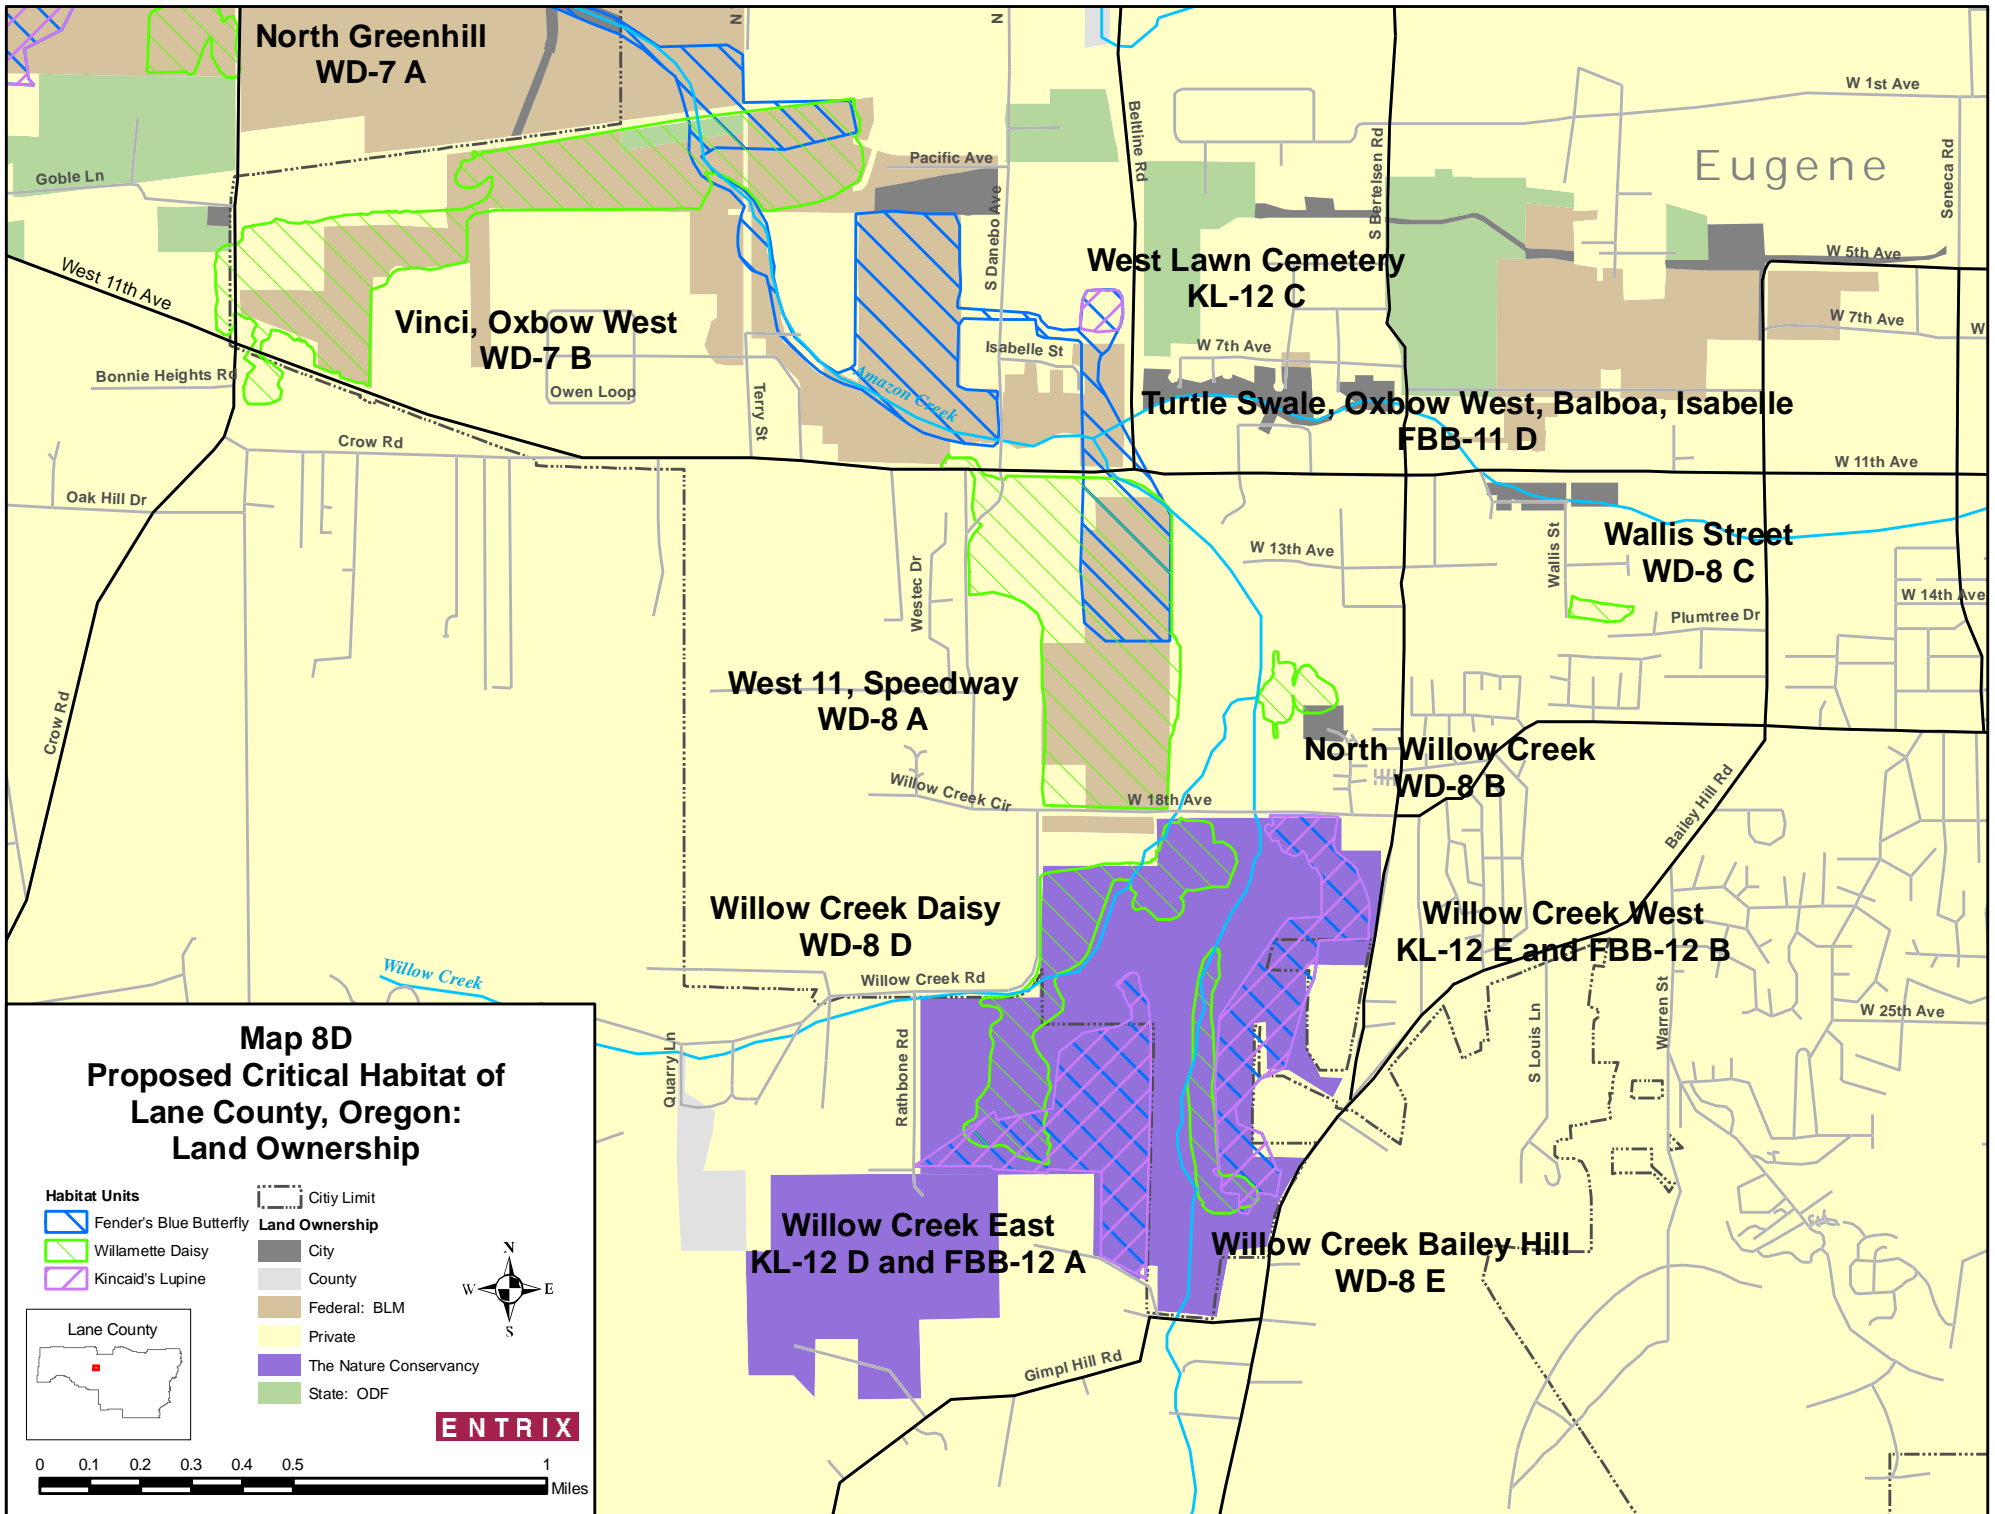 North Greenhill
WD-7 A
N
N
W 1st Ave
Beltline Rd
S Bertelsen Rd
Eugene
Seneca Rd
Goble Ln
Pacific Ave
S Danebo Ave
West Lawn Cemetery
KL-12 C
W 5th Ave
West 11th Ave
Vinci, Oxbow West
WD-7 B
W 7th Ave
W
Isabelle St
W 7th Ave
Bonnie Heights Rd
Owen Loop
Terry St
Amazon Creek
Turtle Swale, Oxbow West, Balboa, Isabelle
FBB-11 D
Crow Rd
W 11th Ave
Oak Hill Dr
Wallis Street
WD-8 C
Wallis St
W 13th Ave
Westec Dr
W 14th Ave
Plumtree Dr
West 11, Speedway
WD-8 A
Crow Rd
North Willow Creek
WD-8 B
Willow Creek Cir
W 18th Ave
Bailey Hill Rd
Willow Creek Daisy
WD-8 D
Willow Creek West
KL-12 E and FBB-12 B
Willow Creek
Willow Creek Rd
Quarry Ln
Rathbone Rd
S Louis Ln
Warren St
W 25th Ave
Willow Creek East
KL-12 D and FBB-12 A
Willow Creek Bailey Hill
WD-8 E
Gimpl Hill Rd
Map 8D
Proposed Critical Habitat of
Lane County, Oregon:
Land Ownership
Habitat Units
Fender's Blue Butterfly
Willamette Daisy
Kincaid's Lupine
Citiy Limit
Land Ownership
City
County
Federal: BLM
Private
The Nature Conservancy
State: ODF
N
W E
S
Lane County
ENTRIX
0 0.1 0.2 0.3 0.4 0.5 1
Miles